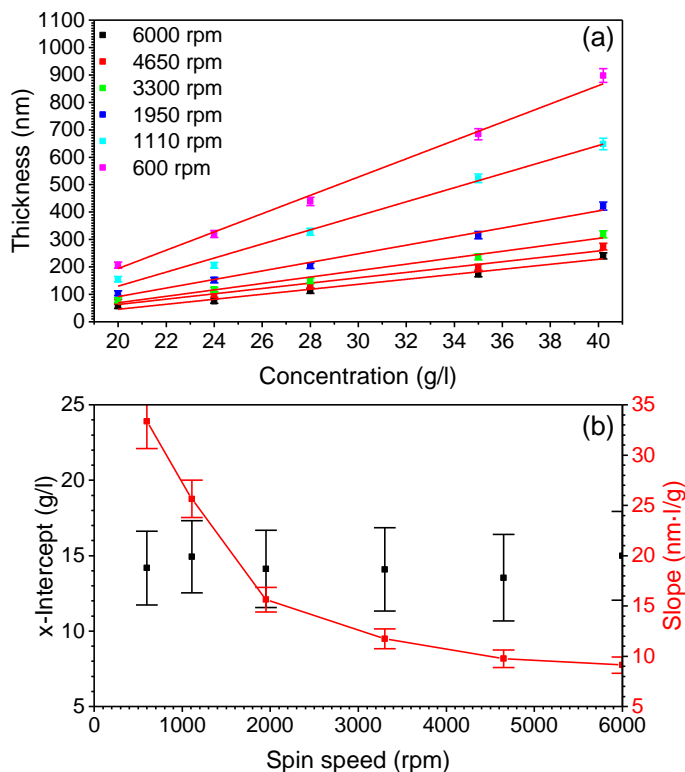 (a)
6000 rpm
4650 rpm
3300 rpm
1950 rpm
1110 rpm
600 rpm
1100
1000
900
800
700
600
500
400
300
200
100
0
Thickness (nm)
20 22 24 26 28 30 32 34 36 38 40
Concentration (g/l)
(b)
25
20
15
10
5
x-Intercept (g/l)
35
30
25
20
15
10
5
Slope (nm·l/g)
0 1000 2000 3000 4000 5000 6000
Spin speed (rpm)